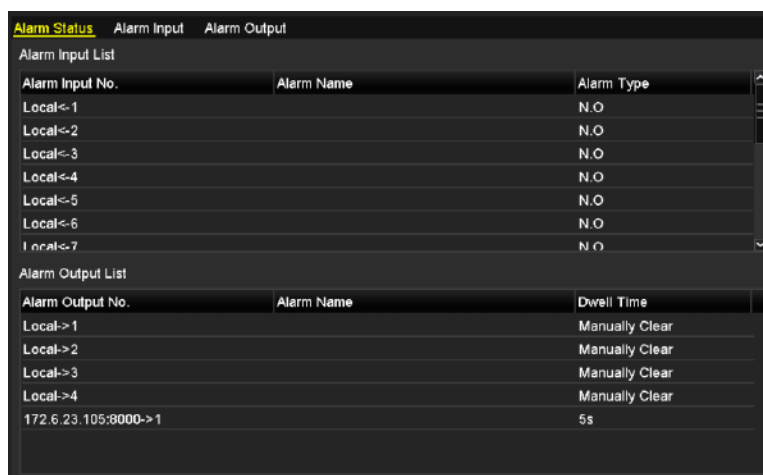 Alarm Status Alarm Input Alarm Output
Alarm Input List
Alarm Input No. Alarm Name Alarm Type
Local<-1 N.O
Local<-2 N.O
Local<-3 N.O
Local<-4 N.O
Local<-5 N.O
Local<-6 N.O
Local<-7 N.O
Alarm Output List
Alarm Output No. Alarm Name Dwell Time
Local->1 Manually Clear
Local->2 Manually Clear
Local->3 Manually Clear
Local->4 Manually Clear
172.6.23.105:8000->1 5s